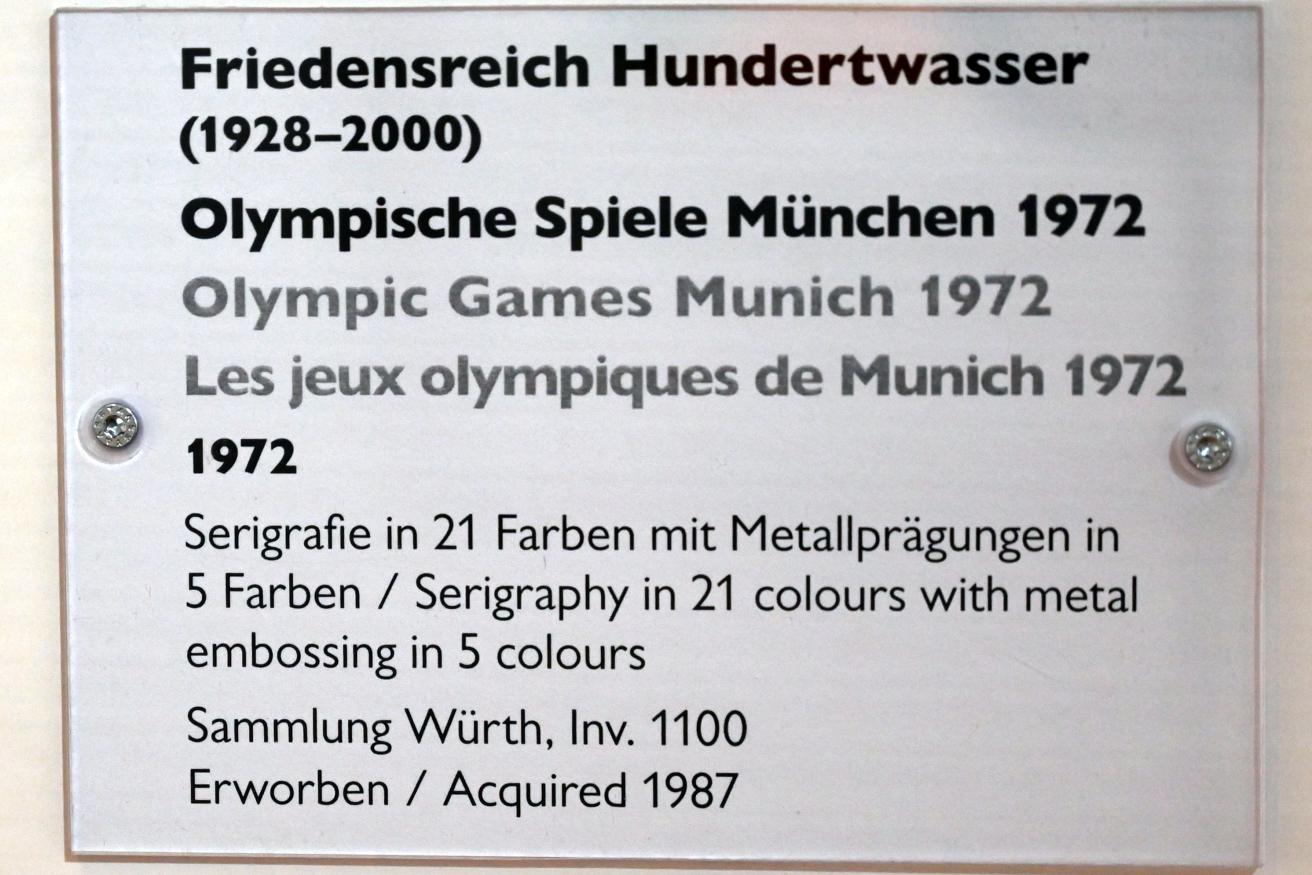 Friedensreich Hundertwasser
(1928–2000)
Olympische Spiele München 1972
Olympic Games Munich 1972
Les jeux olympiques de Munich 1972
1972
Serigrafie in 21 Farben mit Metallprägungen in
5 Farben / Serigraphy in 21 colours with metal
embossing in 5 colours
Sammlung Würth, Inv. 1100
Erworben / Acquired 1987